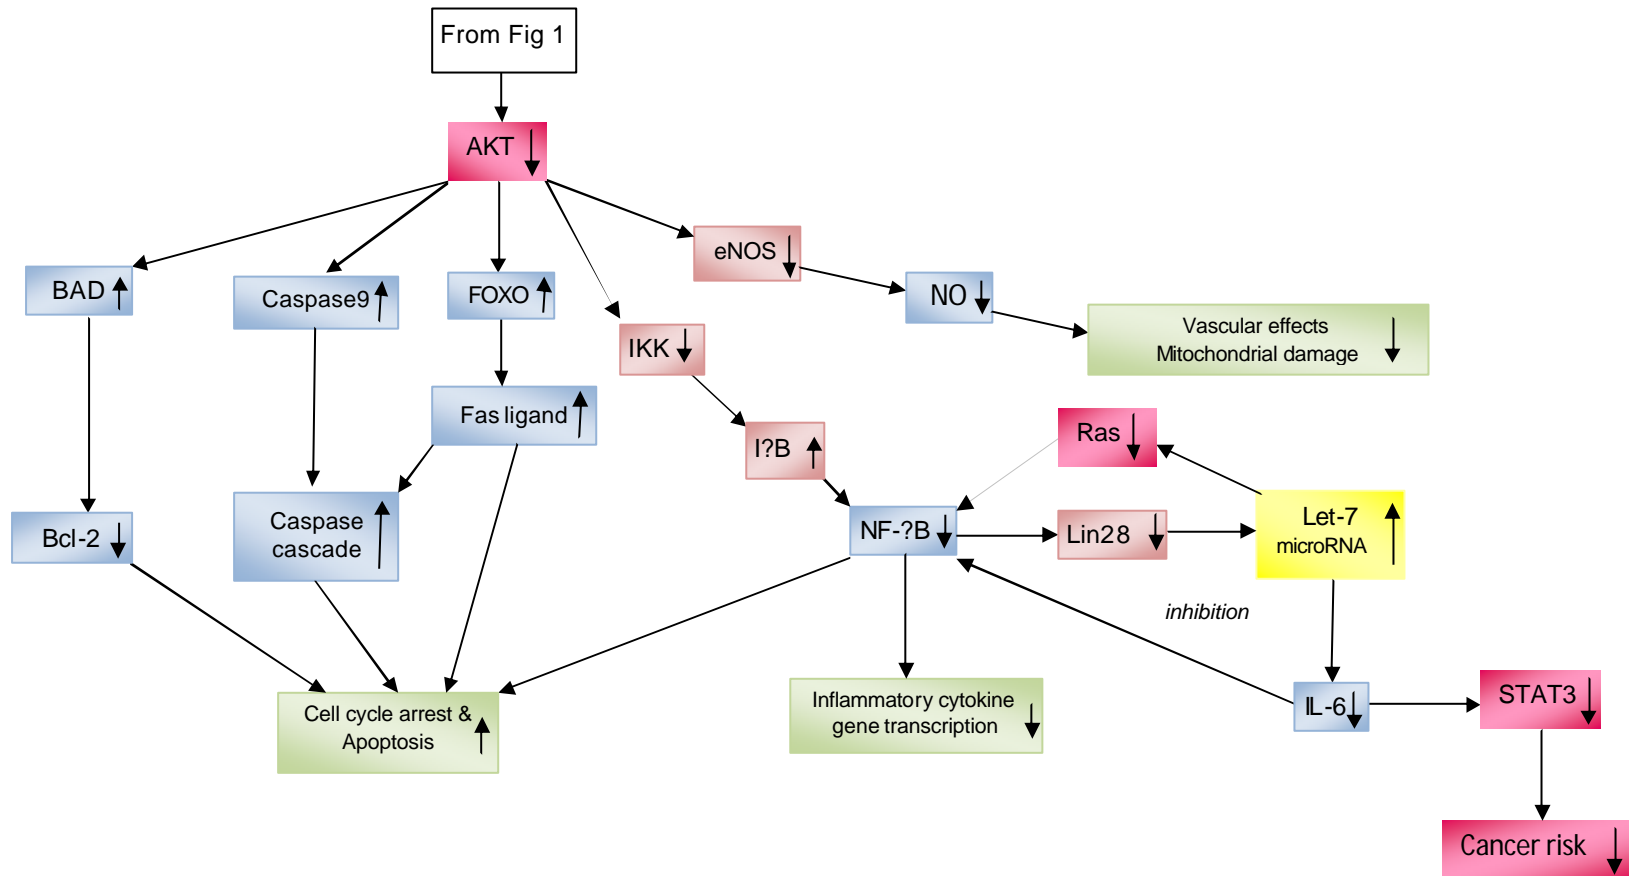 From Fig 1
AKT
eNOS
BAD
Caspase9
FOXO
NO
Vascular effects
Mitochondrial damage
IKK
Fas ligand
Ras
I?B
Caspase
cascade
Bcl-2
NF-?B
Lin28
Let-7
microRNA
inhibition
Cell cycle arrest &
Apoptosis
Inflammatory cytokine
gene transcription
IL-6
STAT3
Cancer risk